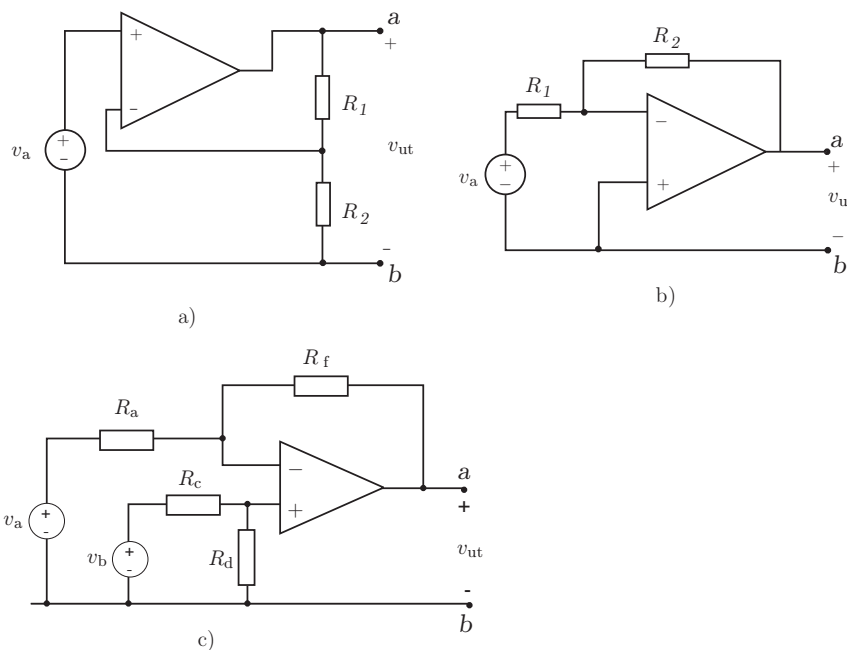 a
+
+
R1
−
va
+
-
vut
R2
-
b
a)
R2
R1
−
a
+
va
+
−
+
vu
−
b
b)
Rf
Ra
−
a
Rc
+
+
va
+
-
vb
+
-
Rd
vut
-
b
c)